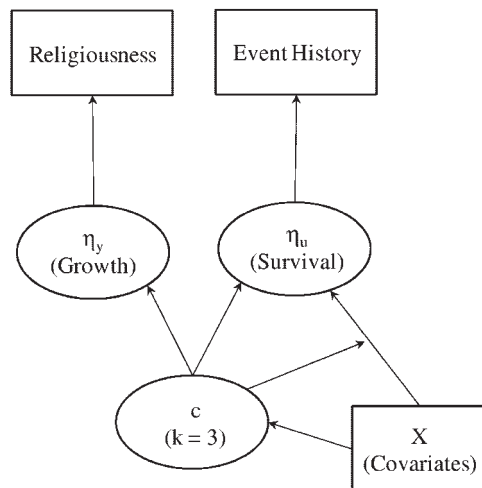 Religiousness
Event History
ηy
(Growth)
ηu
(Survival)
c
(k = 3)
X
(Covariates)